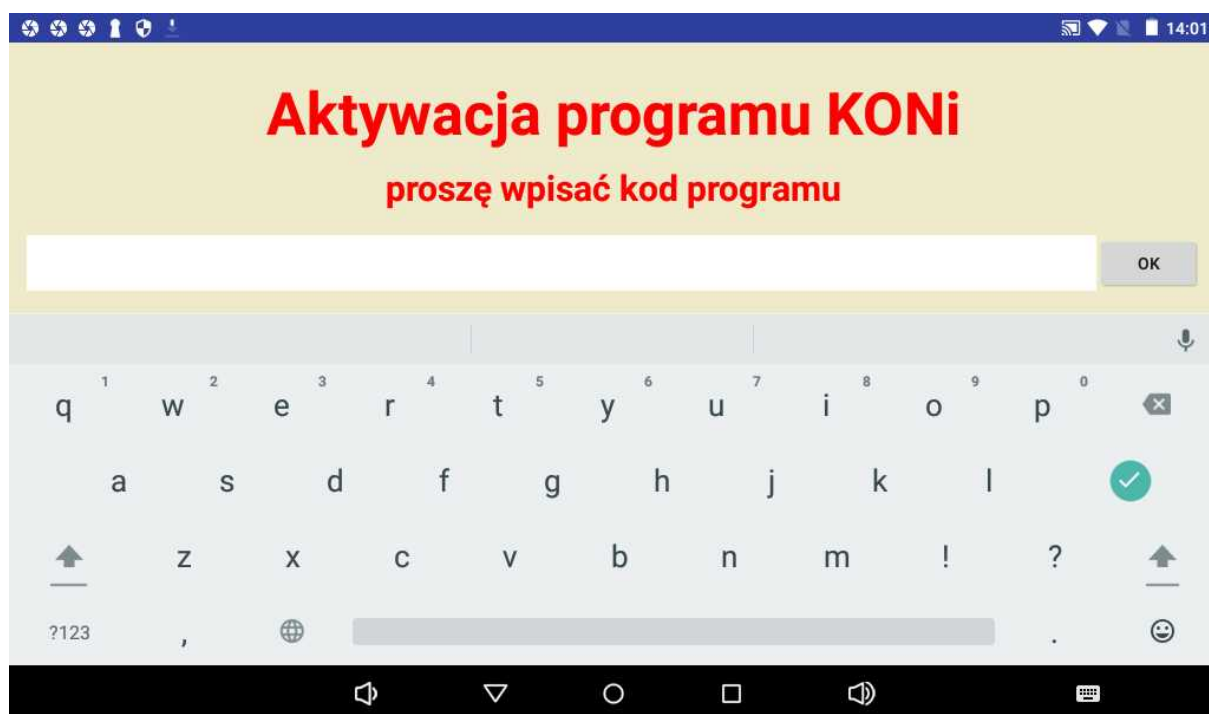 14:01
Aktywacja programu KONi
proszę wpisać kod programu
OK
1 2 3 4 5 6 7 8 9 0
q w e r t y u i o p
a s d f g h j k l
z x c v b n m ! ?
?123 , .